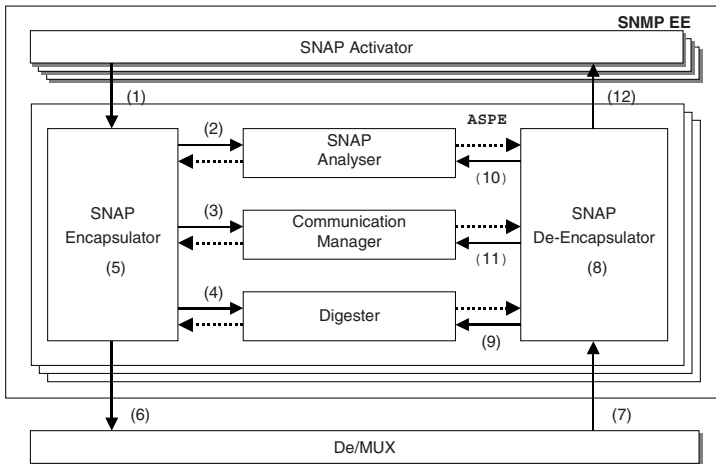 SNMP EE
SNAP Activator
(1)
(12)
(2)
SNAP
Analyser
ASPE
(10)
SNAP
Encapsulator
(5)
(3)
Communication
Manager
(11)
SNAP
De-Encapsulator
(8)
(4)
Digester
(9)
(6)
(7)
De/MUX